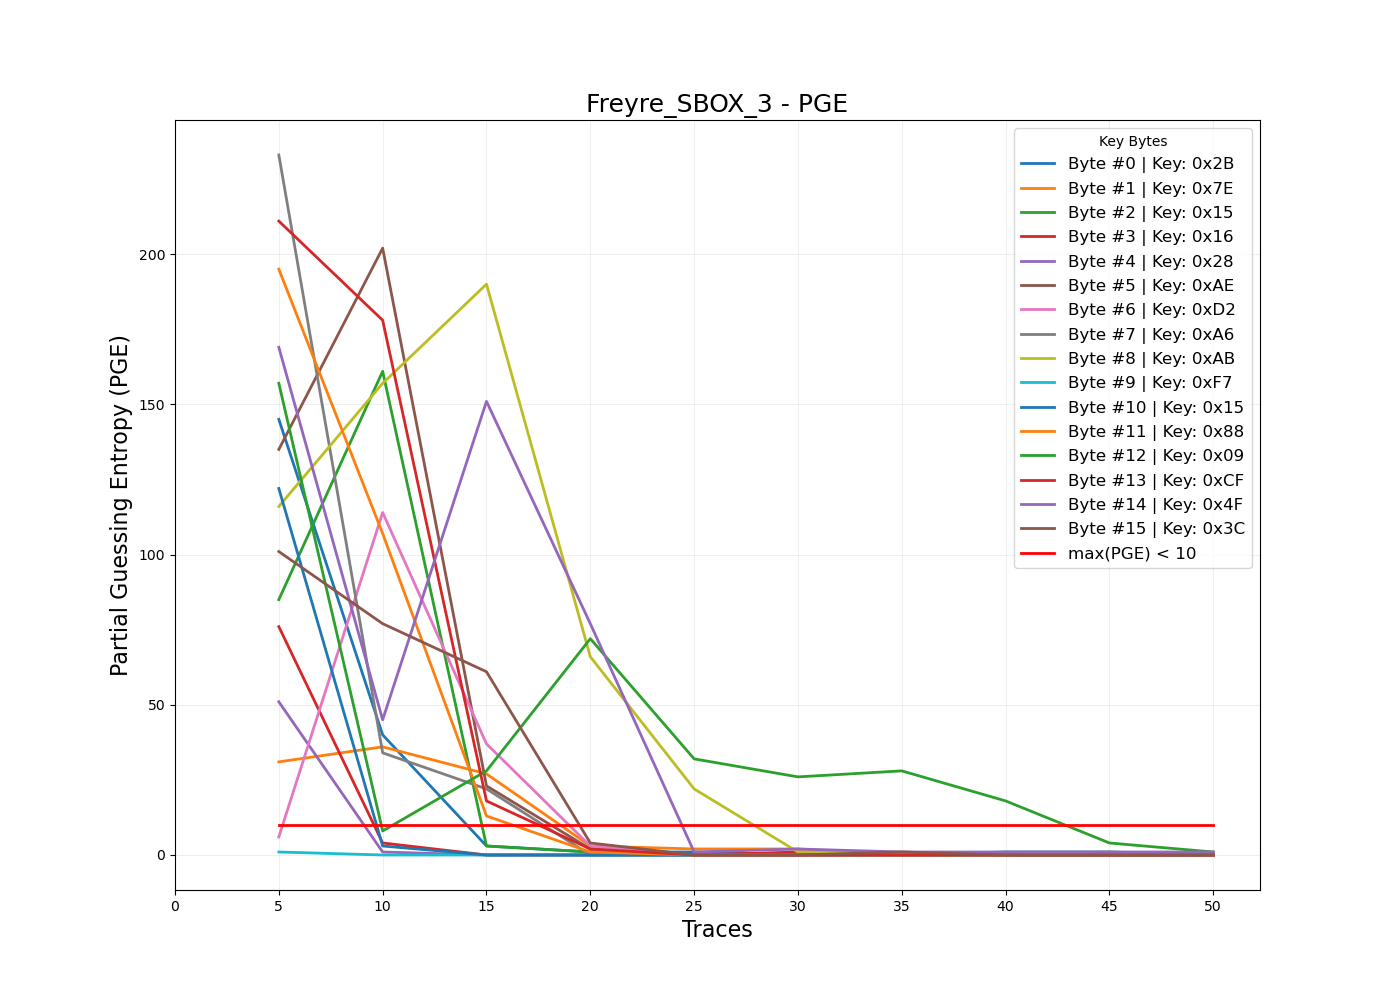 Freyre_SBOX_3 - PGE
Key Bytes
Byte #0 | Key: 0x2B
Byte #1 | Key: 0x7E
Byte #2 | Key: 0x15
Byte #3 | Key: 0x16
Byte #4 | Key: 0x28
Byte #5 | Key: 0xAE
Byte #6 | Key: 0xD2
Byte #7 | Key: 0xA6
Byte #8 | Key: 0xAB
Byte #9 | Key: 0xF7
Byte #10 | Key: 0x15
Byte #11 | Key: 0x88
Byte #12 | Key: 0x09
Byte #13 | Key: 0xCF
Byte #14 | Key: 0x4F
Byte #15 | Key: 0x3C
max(PGE) < 10
Partial Guessing Entropy (PGE)
200
150
100
50
0
0 5 10 15 20 25 30 35 40 45 50
Traces